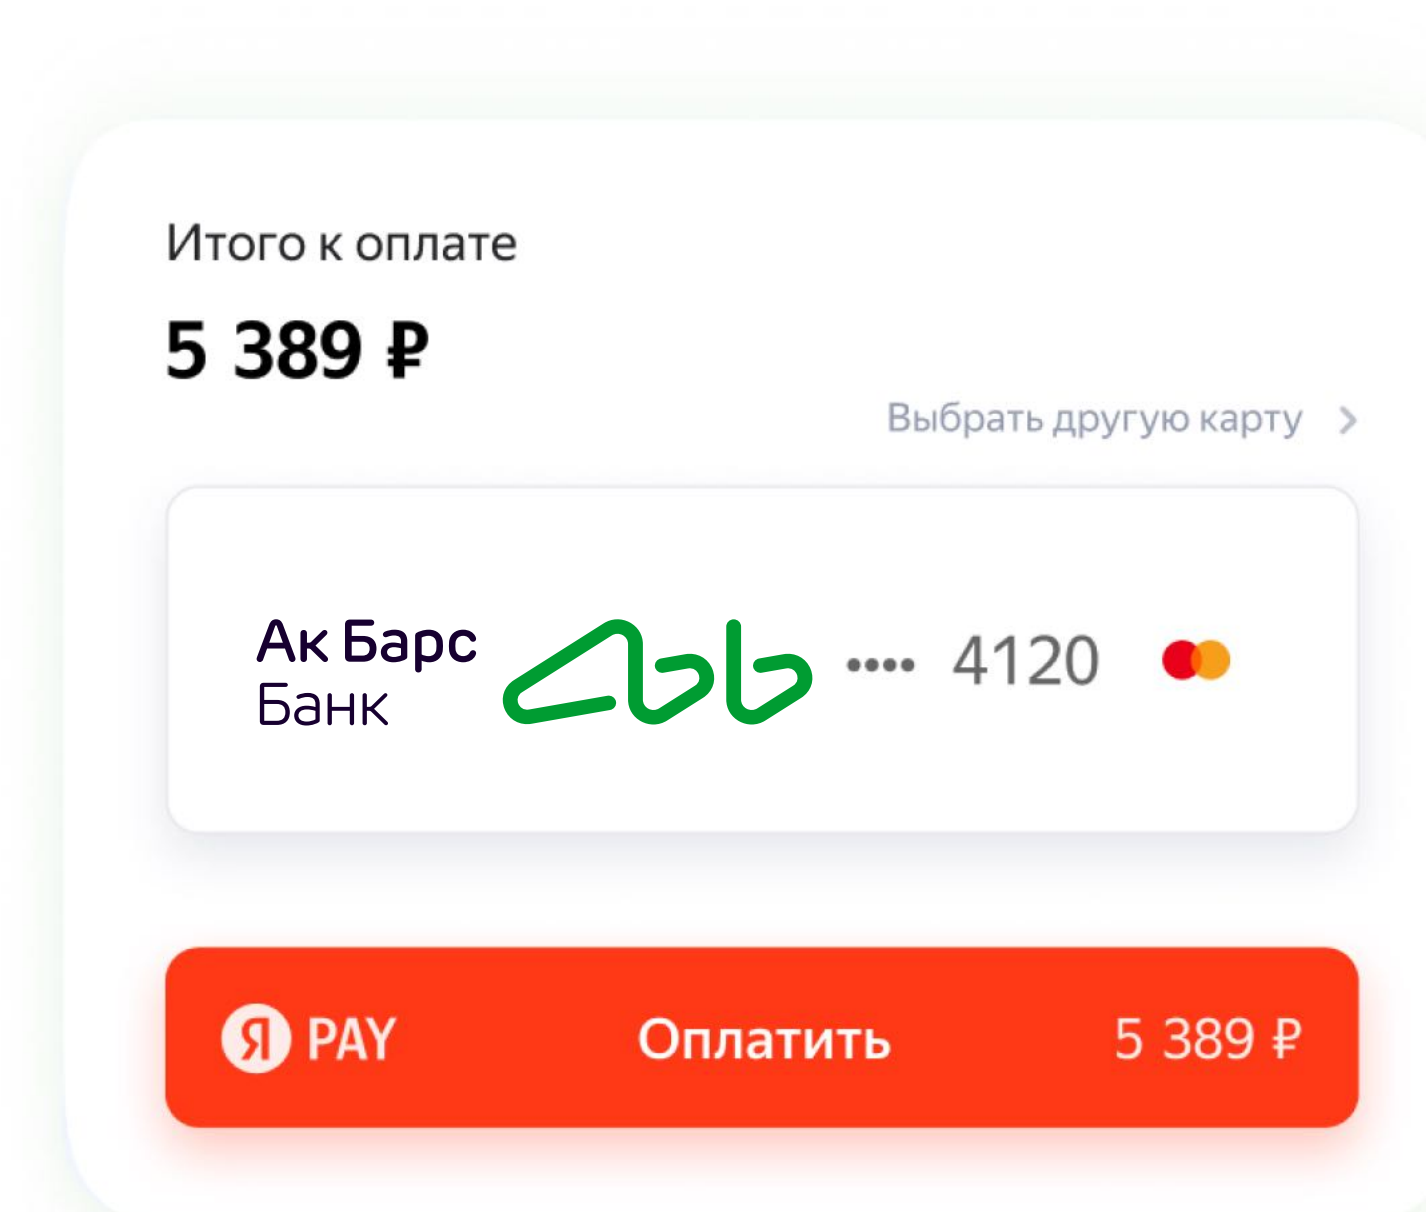 Итого к оплате
5 389 ₽
Выбрать другую карту
Ак Барс
Банк
•••• 4120
Я PAY Оплатить 5 389 ₽